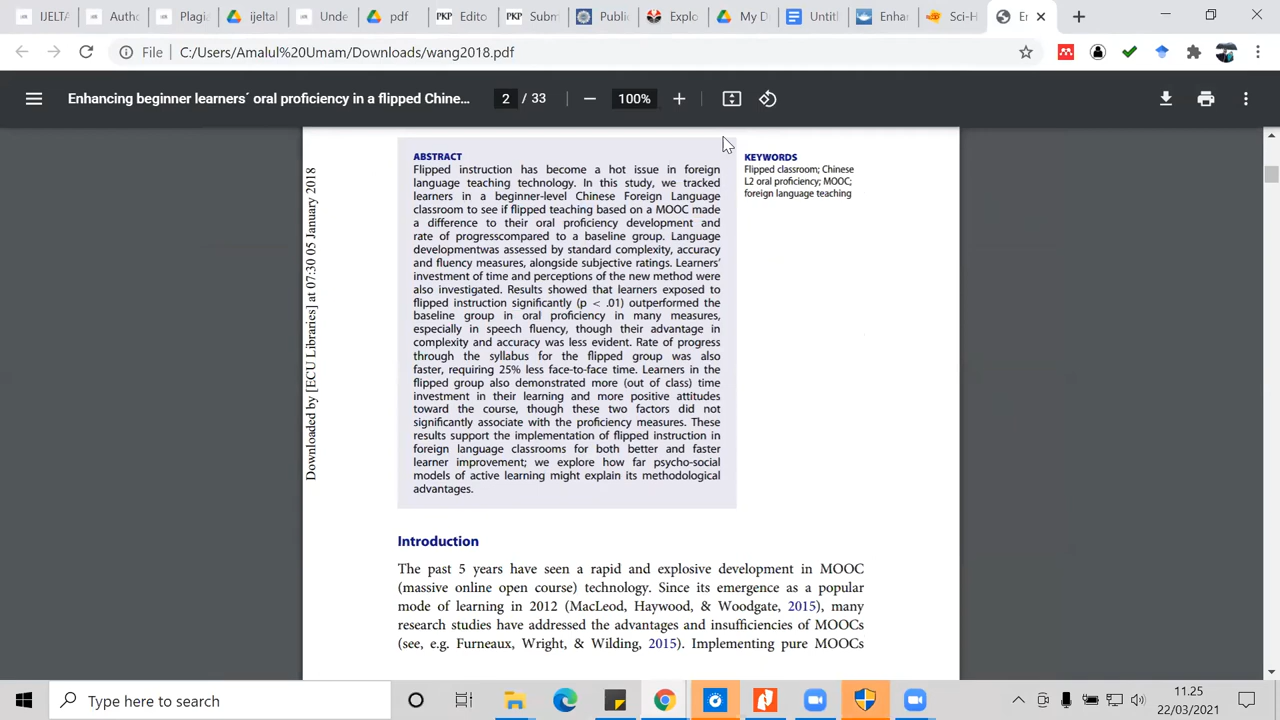 IJELTA
Autho
Plagia
ijeltal
Unde
pdf
Edito
Subm
Public
Explo
My D
Untit
Enhar
Sci-H
En
File
C:/Users/Amalul%20Umam/Downloads/wang2018.pdf
Enhancing beginner learners´ oral proficiency in a flipped Chine...
2 / 33
100%
Downloaded by [ECU Libraries] at 07:30 05 January 2018
ABSTRACT
Flipped instruction has become a hot issue in foreign
language teaching technology. In this study, we tracked
learners in a beginner-level Chinese Foreign Language
classroom to see if flipped teaching based on a MOOC made
a difference to their oral proficiency development and
rate of progresscompared to a baseline group. Language
developmentwas assessed by standard complexity, accuracy
and fluency measures, alongside subjective ratings. Learners'
investment of time and perceptions of the new method were
also investigated. Results showed that learners exposed to
flipped instruction significantly (p < .01) outperformed the
baseline group in oral proficiency in many measures,
especially in speech fluency, though their advantage in
complexity and accuracy was less evident. Rate of progress
through the syllabus for the flipped group was also
faster, requiring 25% less face-to-face time. Learners in the
flipped group also demonstrated more (out of class) time
investment in their learning and more positive attitudes
toward the course, though these two factors did not
significantly associate with the proficiency measures. These
results support the implementation of flipped instruction in
foreign language classrooms for both better and faster
learner improvement; we explore how far psycho-social
models of active learning might explain its methodological
advantages.
KEYWORDS
Flipped classroom; Chinese
L2 oral proficiency; MOOC;
foreign language teaching
Introduction
The past 5 years have seen a rapid and explosive development in MOOC
(massive online open course) technology. Since its emergence as a popular
mode of learning in 2012 (MacLeod, Haywood, & Woodgate, 2015), many
research studies have addressed the advantages and insufficiencies of MOOCs
(see, e.g. Furneaux, Wright, & Wilding, 2015). Implementing pure MOOCs
Type here to search
11.25
22/03/2021